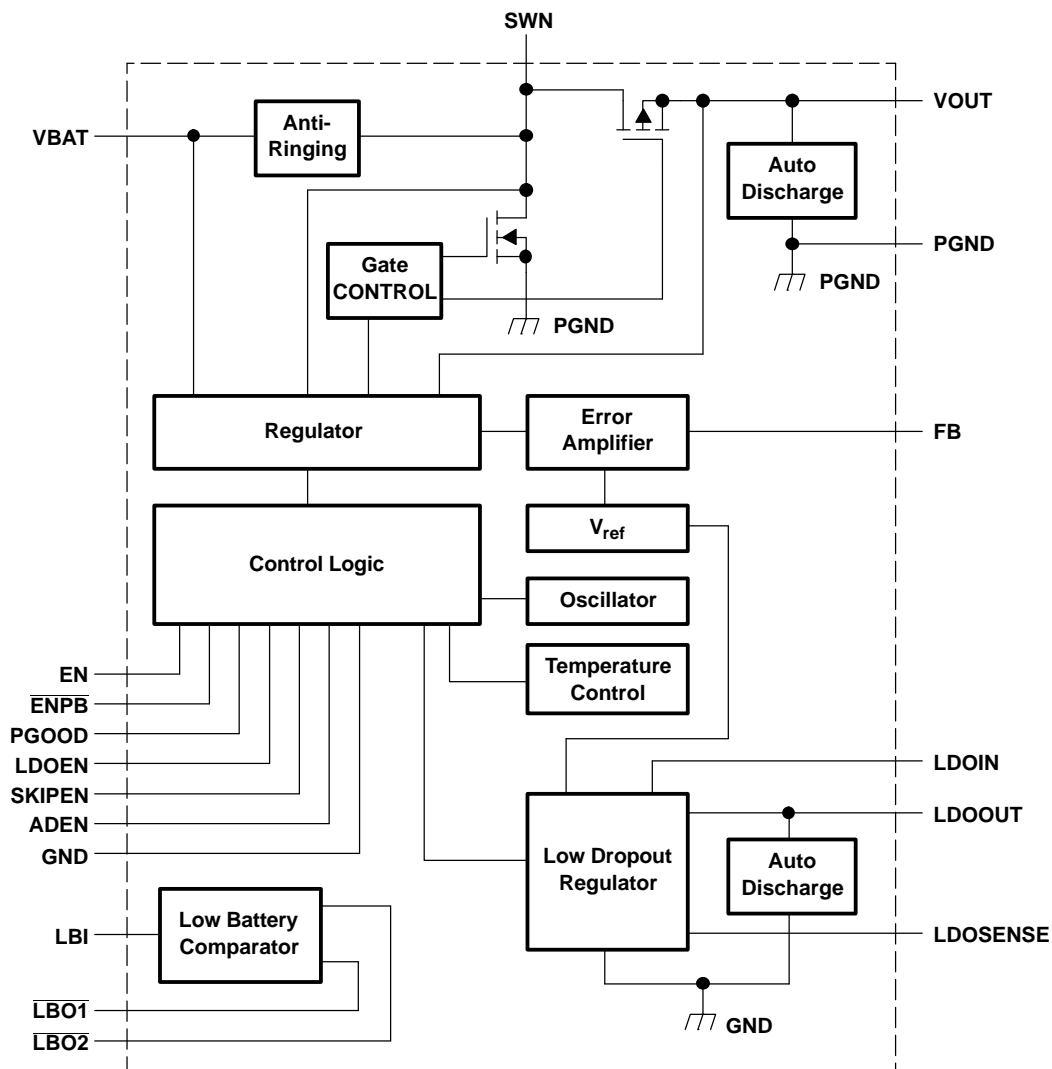 SWN
VBAT
Anti-
Ringing
VOUT
Auto
Discharge
PGND
PGND
Gate
CONTROL
PGND
Regulator
Error
Amplifier
FB
Vref
Control Logic
Oscillator
Temperature
Control
EN
ENPB
PGOOD
LDOEN
SKIPEN
ADEN
GND
LDOIN
LDOOUT
Low Dropout
Regulator
Auto
Discharge
LDOSENSE
GND
LBI
Low Battery
Comparator
LBO1
LBO2